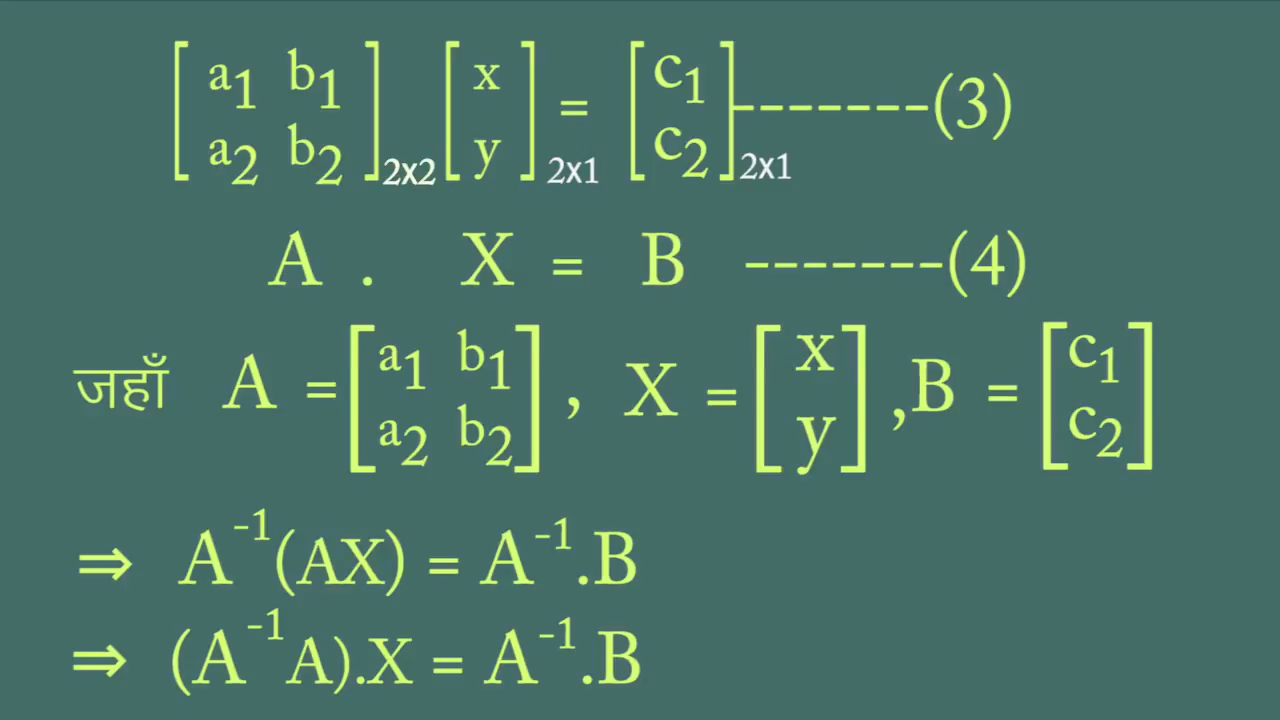 [a₁ b₁ a₂ b₂]₂ₓ₂ [x y]₂ₓ₁ = [c₁ c₂]₂ₓ₁ -------(3)
A . X = B -------(4)
जहाँ A = [a₁ b₁ a₂ b₂] , X = [x y] , B = [c₁ c₂]
⇒ A⁻¹(AX) = A⁻¹.B
⇒ (A⁻¹A).X = A⁻¹.B